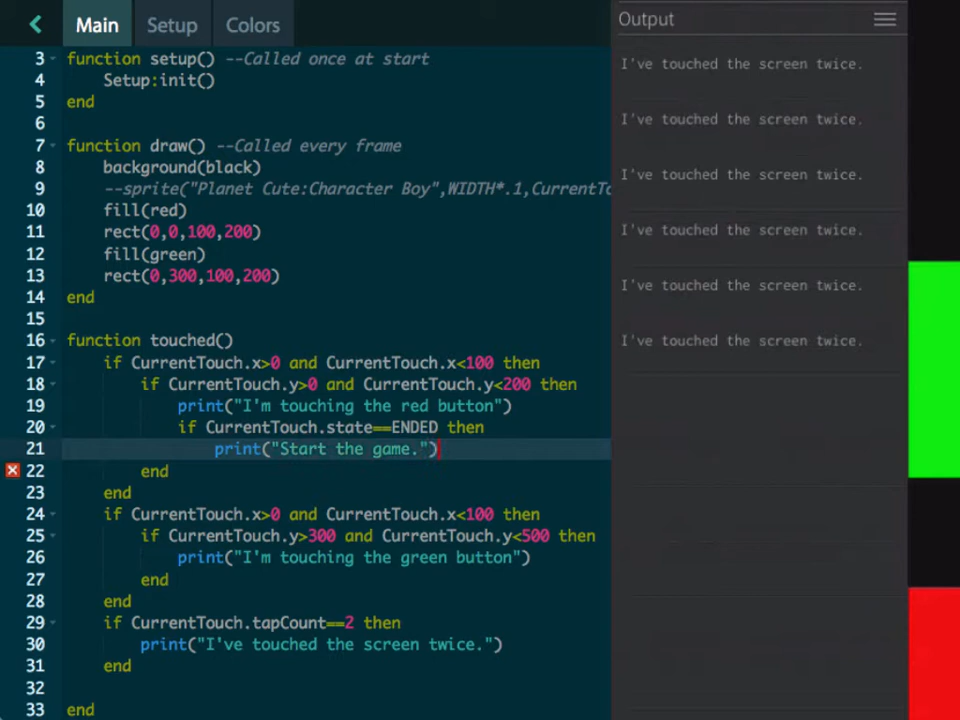 Main Setup Colors
Output
3 function setup() --Called once at start
4 Setup:init()
5 end
6
7 function draw() --Called every frame
8 background(black)
9 --sprite("Planet Cute:Character Boy",WIDTH*.1,CurrentTo
10 fill(red)
11 rect(0,0,100,200)
12 fill(green)
13 rect(0,300,100,200)
14 end
15
16 function touched()
17 if CurrentTouch.x>0 and CurrentTouch.x<100 then
18 if CurrentTouch.y>0 and CurrentTouch.y<200 then
19 print("I'm touching the red button")
20 if CurrentTouch.state==ENDED then
21 print("Start the game.")
22 end
23 end
24 if CurrentTouch.x>0 and CurrentTouch.x<100 then
25 if CurrentTouch.y>300 and CurrentTouch.y<500 then
26 print("I'm touching the green button")
27 end
28 end
29 if CurrentTouch.tapCount==2 then
30 print("I've touched the screen twice.")
31 end
32
33 end
I've touched the screen twice.
I've touched the screen twice.
I've touched the screen twice.
I've touched the screen twice.
I've touched the screen twice.
I've touched the screen twice.